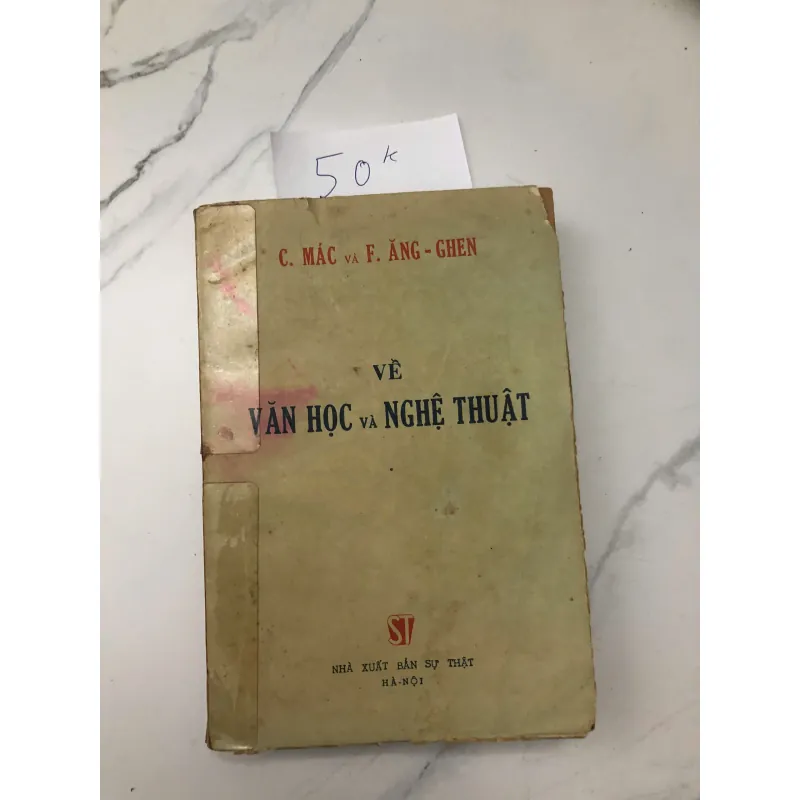 50k
C. MÁC VÀ F. ĂNG - GHEN
VỀ
VĂN HỌC VÀ NGHỆ THUẬT
ST
NHÀ XUẤT BẢN SỰ THẬT
HÀ-NỘI